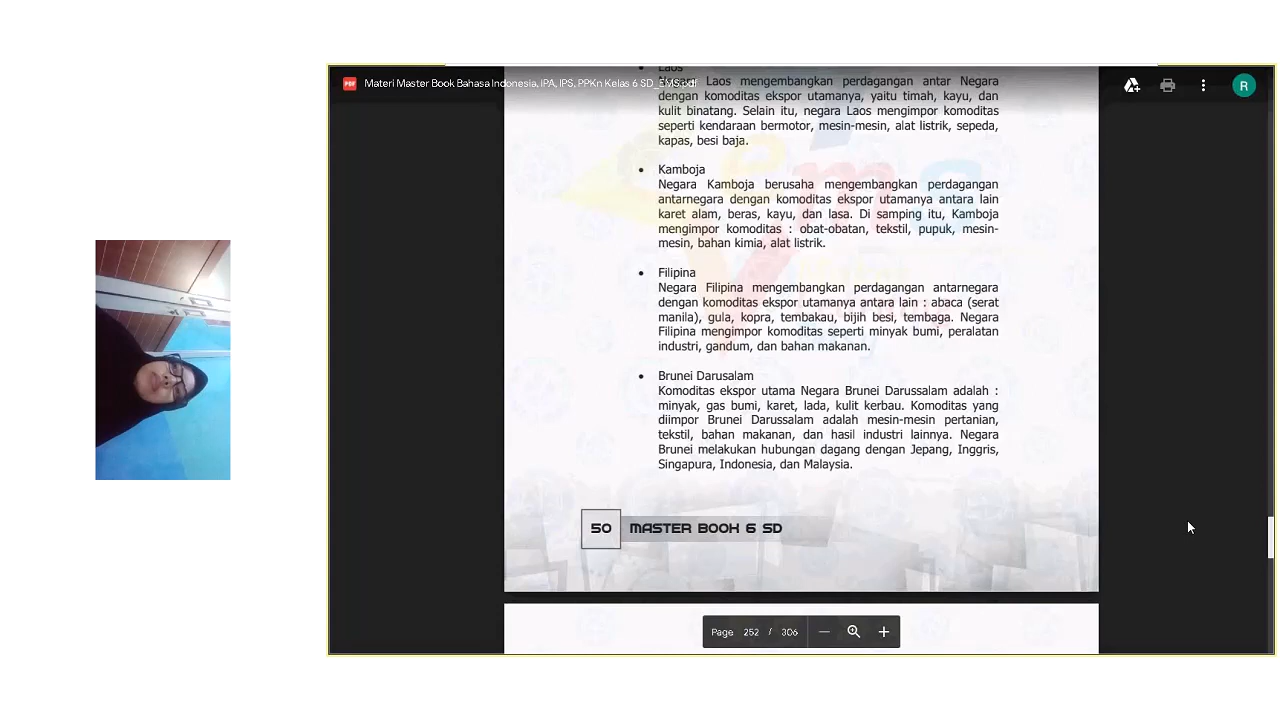 Laos
Materi Master Book Bahasa Indonesia, IPA, IPS, PPKn Kelas 6 SD_EMS.pdf
PDF
R
Negara Laos mengembangkan perdagangan antar Negara
dengan komoditas ekspor utamanya, yaitu timah, kayu, dan
kulit binatang. Selain itu, negara Laos mengimpor komoditas
seperti kendaraan bermotor, mesin-mesin, alat listrik, sepeda,
kapas, besi baja.
• Kamboja
Negara Kamboja berusaha mengembangkan perdagangan
antarnegara dengan komoditas ekspor utamanya antara lain
karet alam, beras, kayu, dan lasa. Di samping itu, Kamboja
mengimpor komoditas : obat-obatan, tekstil, pupuk, mesin-
mesin, bahan kimia, alat listrik.
• Filipina
Negara Filipina mengembangkan perdagangan antarnegara
dengan komoditas ekspor utamanya antara lain : abaca (serat
manila), gula, kopra, tembakau, bijih besi, tembaga. Negara
Filipina mengimpor komoditas seperti minyak bumi, peralatan
industri, gandum, dan bahan makanan.
• Brunei Darusalam
Komoditas ekspor utama Negara Brunei Darussalam adalah :
minyak, gas bumi, karet, lada, kulit kerbau. Komoditas yang
diimpor Brunei Darussalam adalah mesin-mesin pertanian,
tekstil, bahan makanan, dan hasil industri lainnya. Negara
Brunei melakukan hubungan dagang dengan Jepang, Inggris,
Singapura, Indonesia, dan Malaysia.
50 MASTER BOOK 6 SD
Page 252 / 306